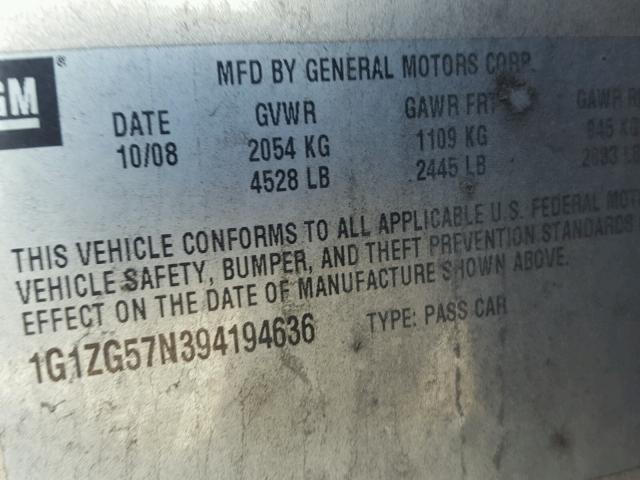 GM ®
MFD BY GENERAL MOTORS CORP.
DATE GVWR GAWR FRT GAWR
10/08 2054 KG 1109 KG 945
4528 LB 2445 LB
THIS VEHICLE CONFORMS TO ALL APPLICABLE U.S. FEDERAL
VEHICLE SAFETY, BUMPER, AND THEFT PREVENTION STANDARDS
EFFECT ON THE DATE OF MANUFACTURE SHOWN ABOVE.
1G1ZG57N394194636 TYPE: PASS CAR